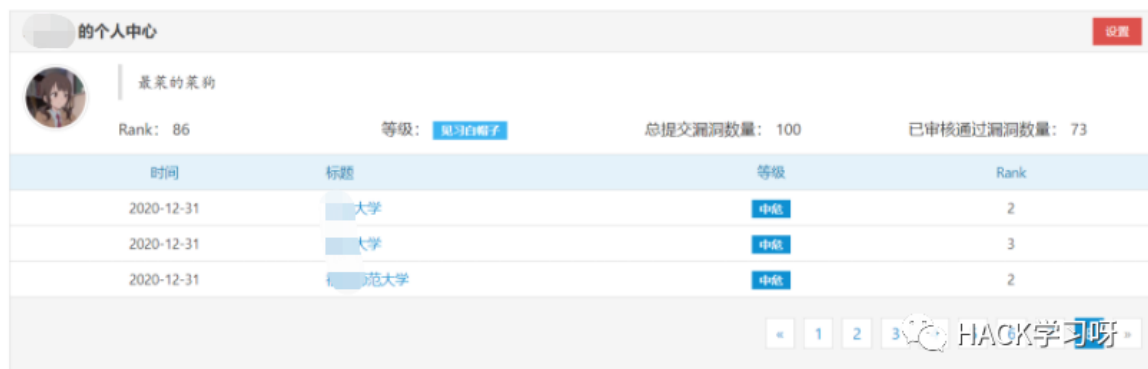 的个人中心
设置
最菜的菜狗
Rank: 86 等级: 见习白帽子 总提交漏洞数量: 100 已审核通过漏洞数量: 73
时间 标题 等级 Rank
2020-12-31 大学 中危 2
2020-12-31 大学 中危 3
2020-12-31 范大学 中危 2
« 1 2 3 6 »
HACK学习呀